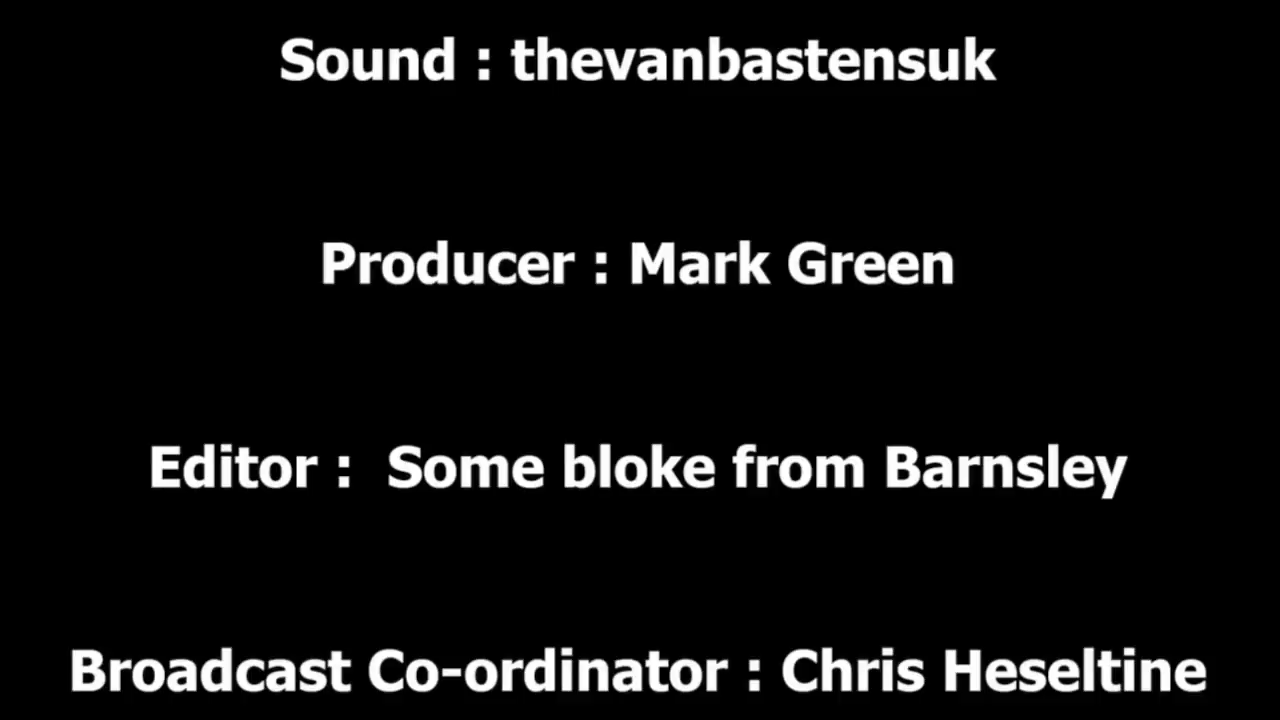 Sound : thevanbastensuk
Producer : Mark Green
Editor :  Some bloke from Barnsley
Broadcast Co-ordinator : Chris Heseltine